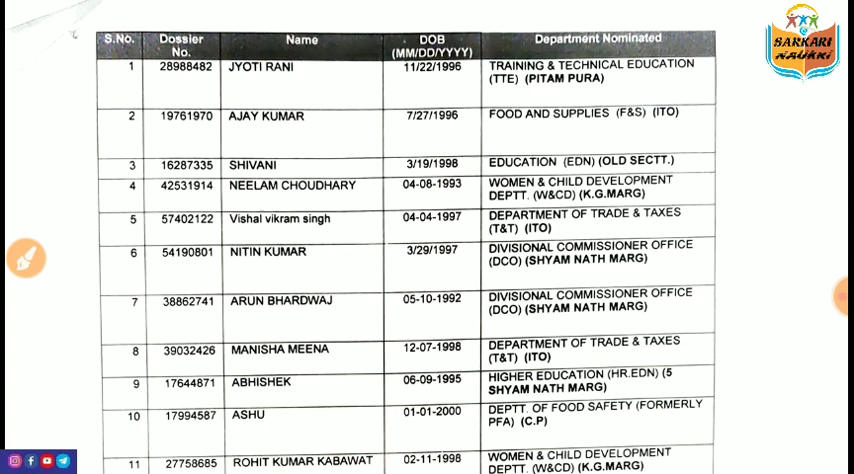 S.No. Dossier No. Name DOB (MM/DD/YYYY) Department Nominated
1 28988482 JYOTI RANI 11/22/1996 TRAINING & TECHNICAL EDUCATION
(TTE) (PITAM PURA)
2 19761970 AJAY KUMAR 7/27/1996 FOOD AND SUPPLIES (F&S) (ITO)
3 16287335 SHIVANI 3/19/1998 EDUCATION (EDN) (OLD SECTT.)
4 42531914 NEELAM CHOUDHARY 04-08-1993 WOMEN & CHILD DEVELOPMENT
DEPTT. (W&CD) (K.G.MARG)
5 57402122 Vishal vikram singh 04-04-1997 DEPARTMENT OF TRADE & TAXES
(T&T) (ITO)
6 54190801 NITIN KUMAR 3/29/1997 DIVISIONAL COMMISSIONER OFFICE
(DCO) (SHYAM NATH MARG)
7 38862741 ARUN BHARDWAJ 05-10-1992 DIVISIONAL COMMISSIONER OFFICE
(DCO) (SHYAM NATH MARG)
8 39032426 MANISHA MEENA 12-07-1998 DEPARTMENT OF TRADE & TAXES
(T&T) (ITO)
9 17644871 ABHISHEK 06-09-1995 HIGHER EDUCATION (HR.EDN) (5
SHYAM NATH MARG)
10 17994587 ASHU 01-01-2000 DEPTT. OF FOOD SAFETY (FORMERLY
PFA) (C.P)
11 27758685 ROHIT KUMAR KABAWAT 02-11-1998 WOMEN & CHILD DEVELOPMENT
DEPTT. (W&CD) (K.G.MARG)
SARKARI
NAUKRI